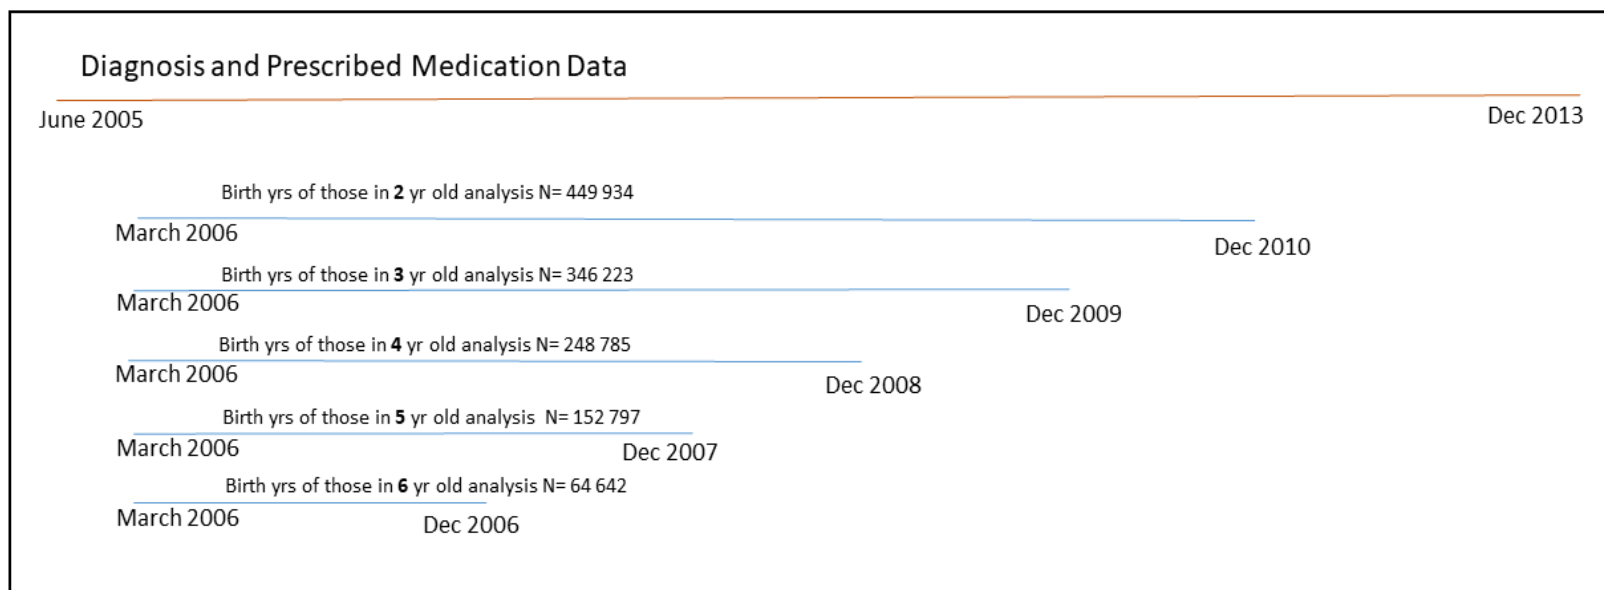 Diagnosis and Prescribed Medication Data
June 2005
Dec 2013
Birth yrs of those in 2 yr old analysis N= 449 934
March 2006
Dec 2010
Birth yrs of those in 3 yr old analysis N= 346 223
March 2006
Dec 2009
Birth yrs of those in 4 yr old analysis N= 248 785
March 2006
Dec 2008
Birth yrs of those in 5 yr old analysis N= 152 797
March 2006
Dec 2007
Birth yrs of those in 6 yr old analysis N= 64 642
March 2006
Dec 2006